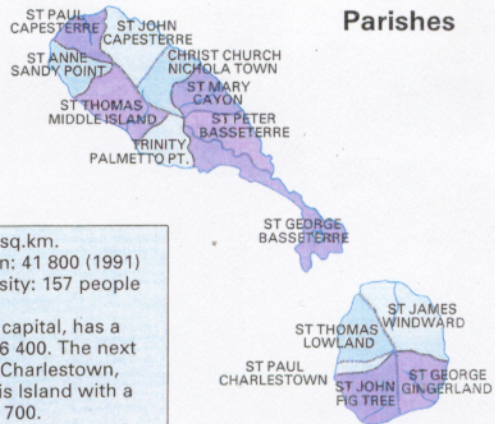 Parishes
ST PAUL
CAPESTERRE
ST JOHN
CAPESTERRE
ST ANNE
SANDY POINT
CHRIST CHURCH
NICHOLA TOWN
ST MARY
CAYON
ST THOMAS
MIDDLE ISLAND
ST PETER
BASSETERRE
TRINITY
PALMETTO PT.
ST GEORGE
BASSETERRE
sq.km.
n: 41 800 (1991)
sity: 157 people
capital, has a
6 400. The next
Charlestown,
is Island with a
700.
ST JAMES
WINDWARD
ST THOMAS
LOWLAND
ST PAUL
CHARLESTOWN
ST JOHN
FIG TREE
ST GEORGE
GINGERLAND